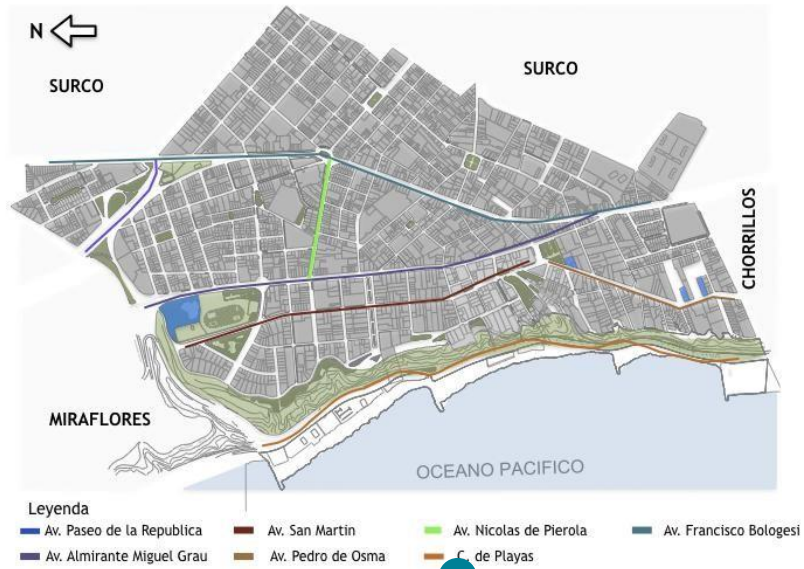 N
SURCO
SURCO
CHORRILLOS
MIRAFLORES
OCEANO PACIFICO
Leyenda
Av. Paseo de la Republica
Av. San Martin
Av. Nicolas de Pierola
Av. Francisco Bologesi
Av. Almirante Miguel Grau
Av. Pedro de Osma
C. de Playas